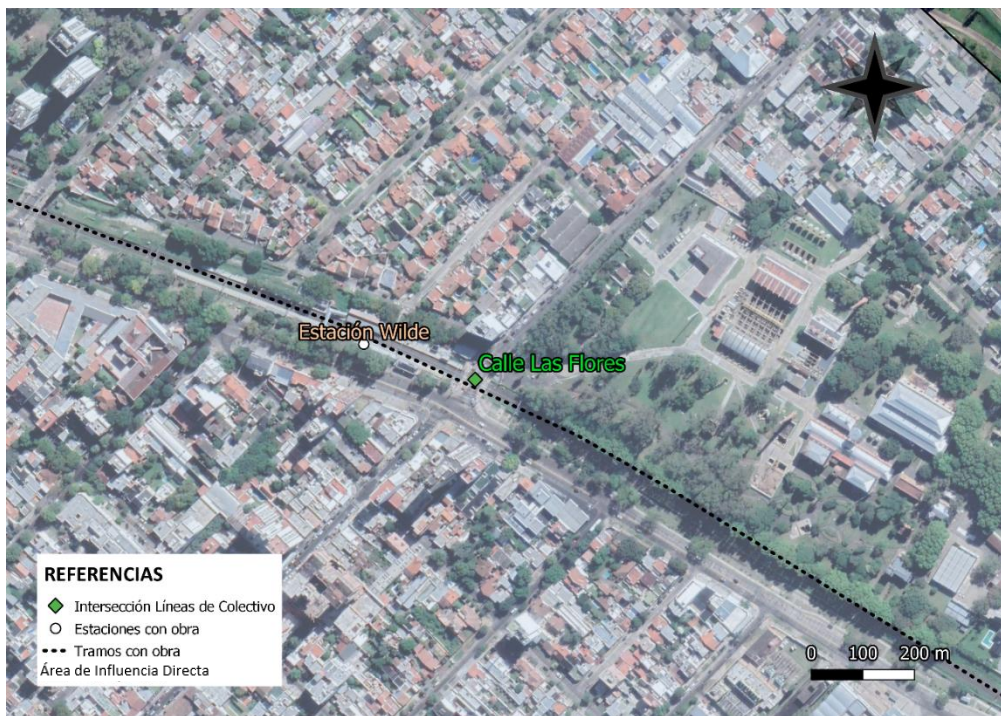 Estación Wilde
Calle Las Flores
REFERENCIAS
Intersección Líneas de Colectivo
Estaciones con obra
Tramos con obra
Área de Influencia Directa
0 100 200 m